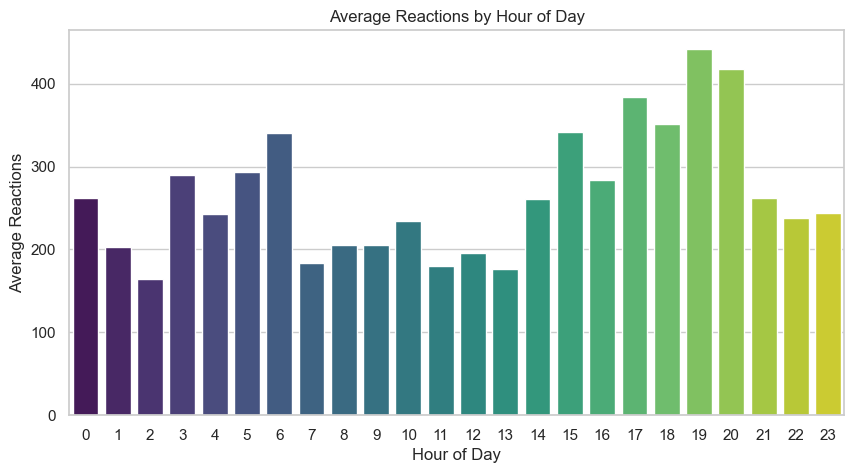 Average Reactions by Hour of Day
Average Reactions
400
300
200
100
0
0 1 2 3 4 5 6 7 8 9 10 11 12 13 14 15 16 17 18 19 20 21 22 23
Hour of Day